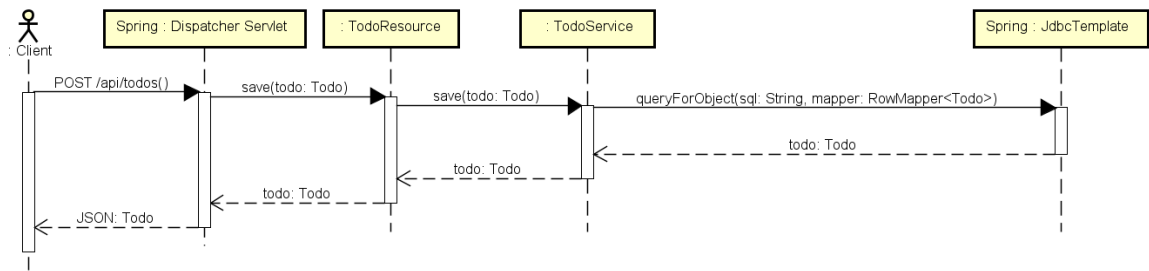 : Client
Spring : Dispatcher Servlet
: TodoResource
: TodoService
Spring : JdbcTemplate
POST /api/todos()
save(todo: Todo)
save(todo: Todo)
queryForObject(sql: String, mapper: RowMapper<Todo>)
todo: Todo
todo: Todo
todo: Todo
JSON: Todo